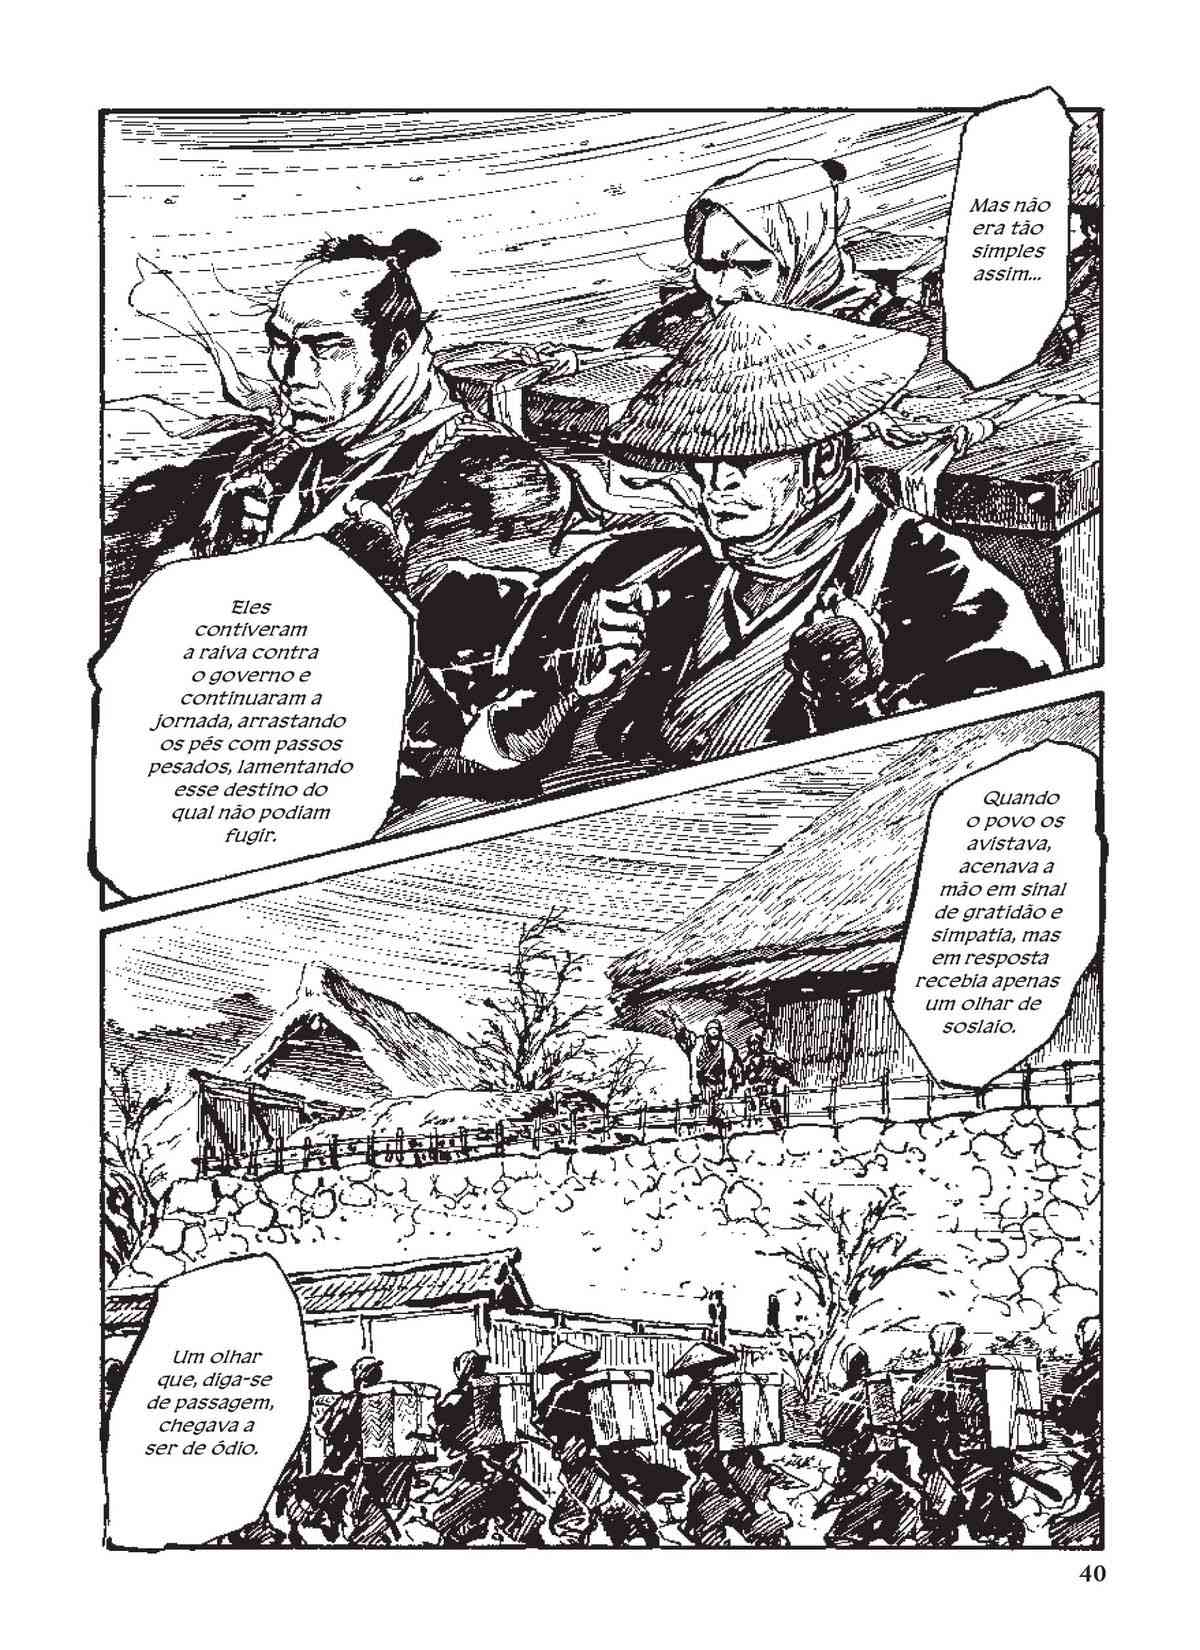 Mas não
era tão
simples
assim...
Eles
contiveram
a raiva contra
o governo e
continuaram a
jornada, arrastando
os pés com passos
pesados, lamentando
esse destino do
qual não podiam
fugir.
Quando
o povo os
avistava,
acenava a
mão em sinal
de gratidão e
simpatia, mas
em resposta
recebia apenas
um olhar de
soslaio.
Um olhar
que, diga-se
de passagem,
chegava a
ser de ódio.
40